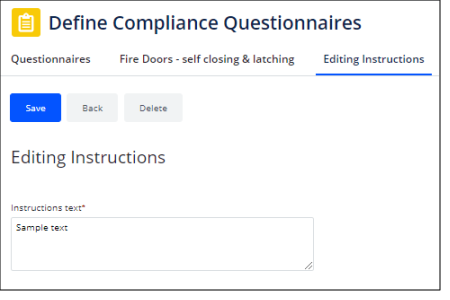 Define Compliance Questionnaires
Questionnaires Fire Doors - self closing & latching Editing Instructions
Save Back Delete
Editing Instructions
Instructions text*
Sample text